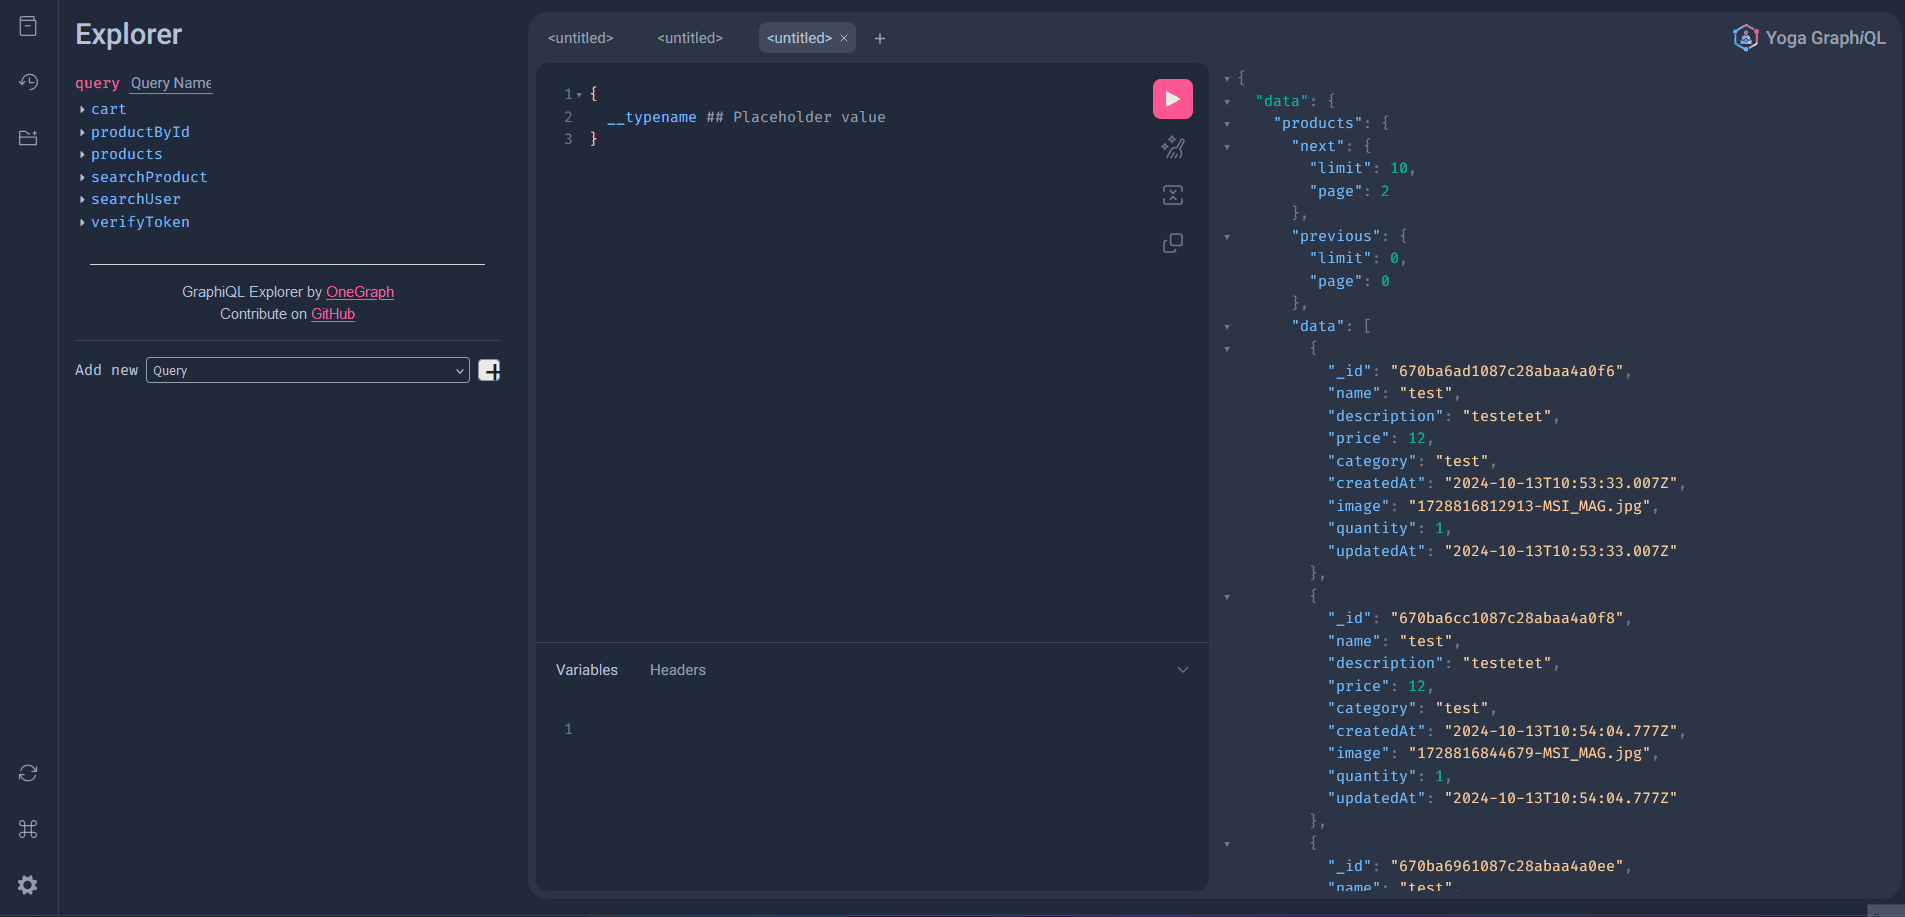 Explorer
query Query Name
cart
productById
products
searchProduct
searchUser
verifyToken
GraphiQL Explorer by OneGraph
Contribute on GitHub
Add new Query
<untitled> <untitled> <untitled> ×
1 {
2 __typename ## Placeholder value
3 }
Variables Headers
1
Yoga GraphiQL
{
"data": {
"products": {
"next": {
"limit": 10,
"page": 2
},
"previous": {
"limit": 0,
"page": 0
},
"data": [
{
"_id": "670ba6ad1087c28abaa4a0f6",
"name": "test",
"description": "testetet",
"price": 12,
"category": "test",
"createdAt": "2024-10-13T10:53:33.007Z",
"image": "1728816812913-MSI_MAG.jpg",
"quantity": 1,
"updatedAt": "2024-10-13T10:53:33.007Z"
},
{
"_id": "670ba6cc1087c28abaa4a0f8",
"name": "test",
"description": "testetet",
"price": 12,
"category": "test",
"createdAt": "2024-10-13T10:54:04.777Z",
"image": "1728816844679-MSI_MAG.jpg",
"quantity": 1,
"updatedAt": "2024-10-13T10:54:04.777Z"
},
{
"_id": "670ba6961087c28abaa4a0ee",
"name": "test",